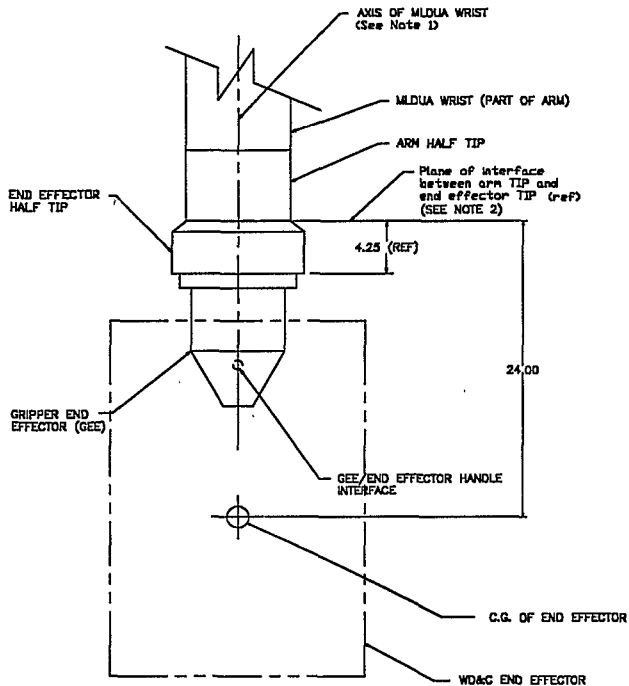 AXIS OF MLDUA WRIST
(See Note 1)
MLDUA WRIST (PART OF ARM)
ARM HALF TIP
Plane of interface
between arm TIP and
end effector TIP (ref)
(SEE NOTE 2)
END EFFECTOR
HALF TIP
4.25 (REF)
24.00
GRIPPER END
EFFECTOR (GEE)
GEE/END EFFECTOR HANDLE
INTERFACE
C.G. OF END EFFECTOR
WD&C END EFFECTOR